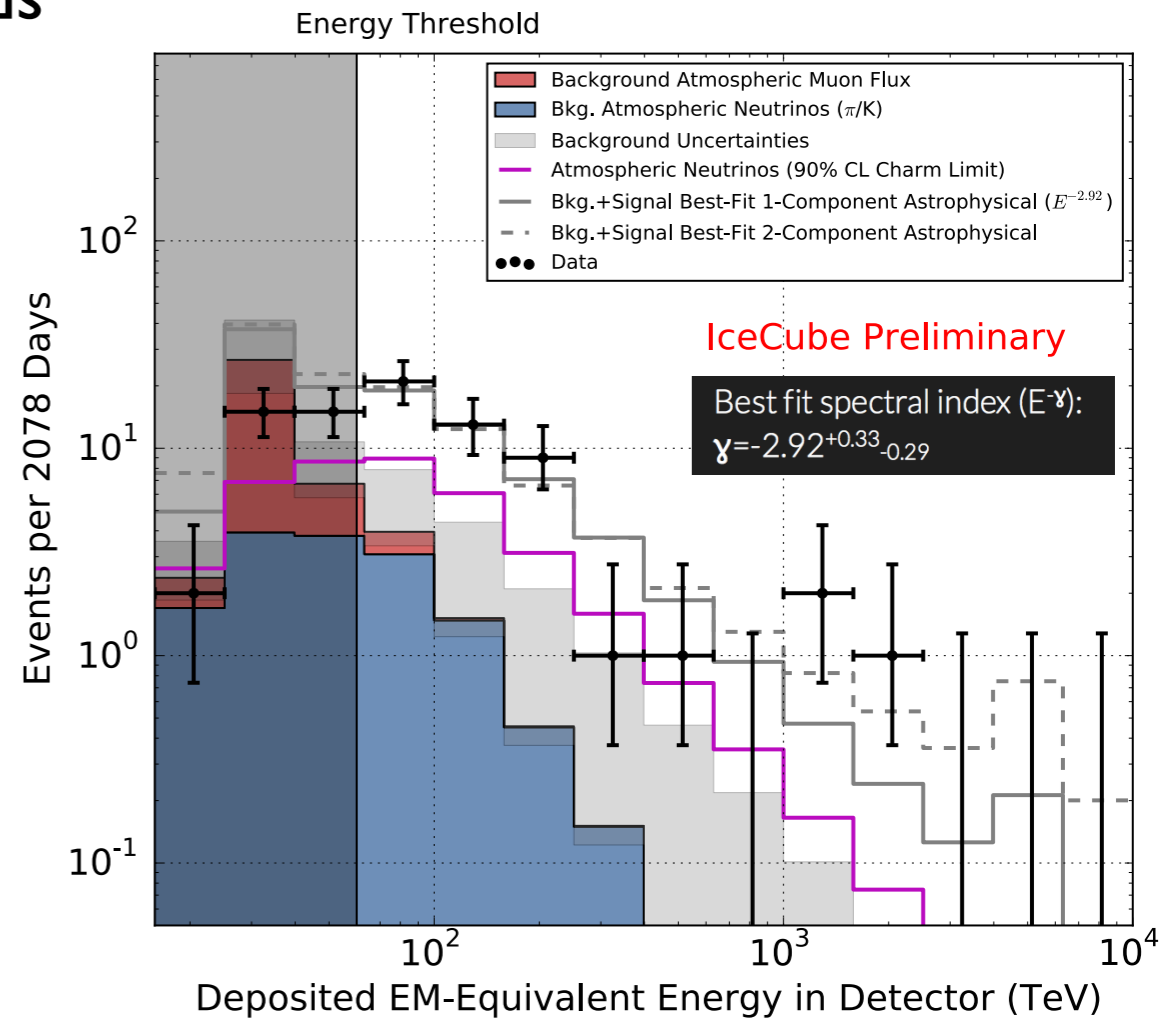 Energy Threshold
Background Atmospheric Muon Flux
Bkg. Atmospheric Neutrinos (π/K)
Background Uncertainties
Atmospheric Neutrinos (90% CL Charm Limit)
Bkg.+Signal Best-Fit 1-Component Astrophysical (E^{-2.92})
Bkg.+Signal Best-Fit 2-Component Astrophysical
Data
IceCube Preliminary
Best fit spectral index (E^{-γ}):
γ=-2.92^{+0.33}_{-0.29}
Events per 2078 Days
10^2
10^1
10^0
10^{-1}
10^2
10^3
10^4
Deposited EM-Equivalent Energy in Detector (TeV)